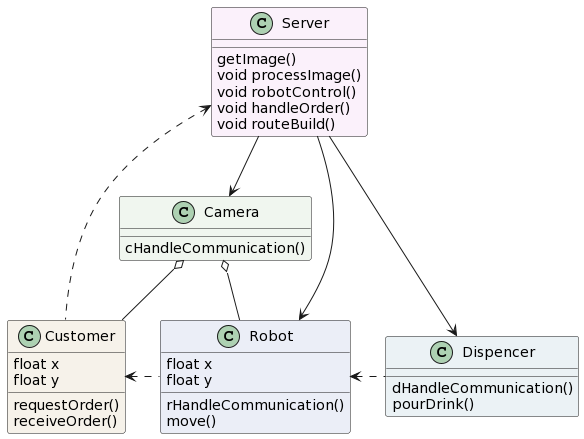 C Server
getImage()
void processImage()
void robotControl()
void handleOrder()
void routeBuild()
C Camera
cHandleCommunication()
C Customer
float x
float y
requestOrder()
receiveOrder()
C Robot
float x
float y
rHandleCommunication()
move()
C Dispencer
dHandleCommunication()
pourDrink()